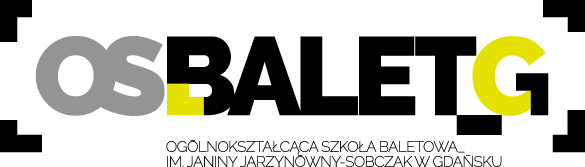 OSBALETG
OGÓLNOKSZTAŁCĄCA SZKOŁA BALETOWA_
IM. JANINY JARZYNÓWNY-SOBCZAK W GDAŃSKU